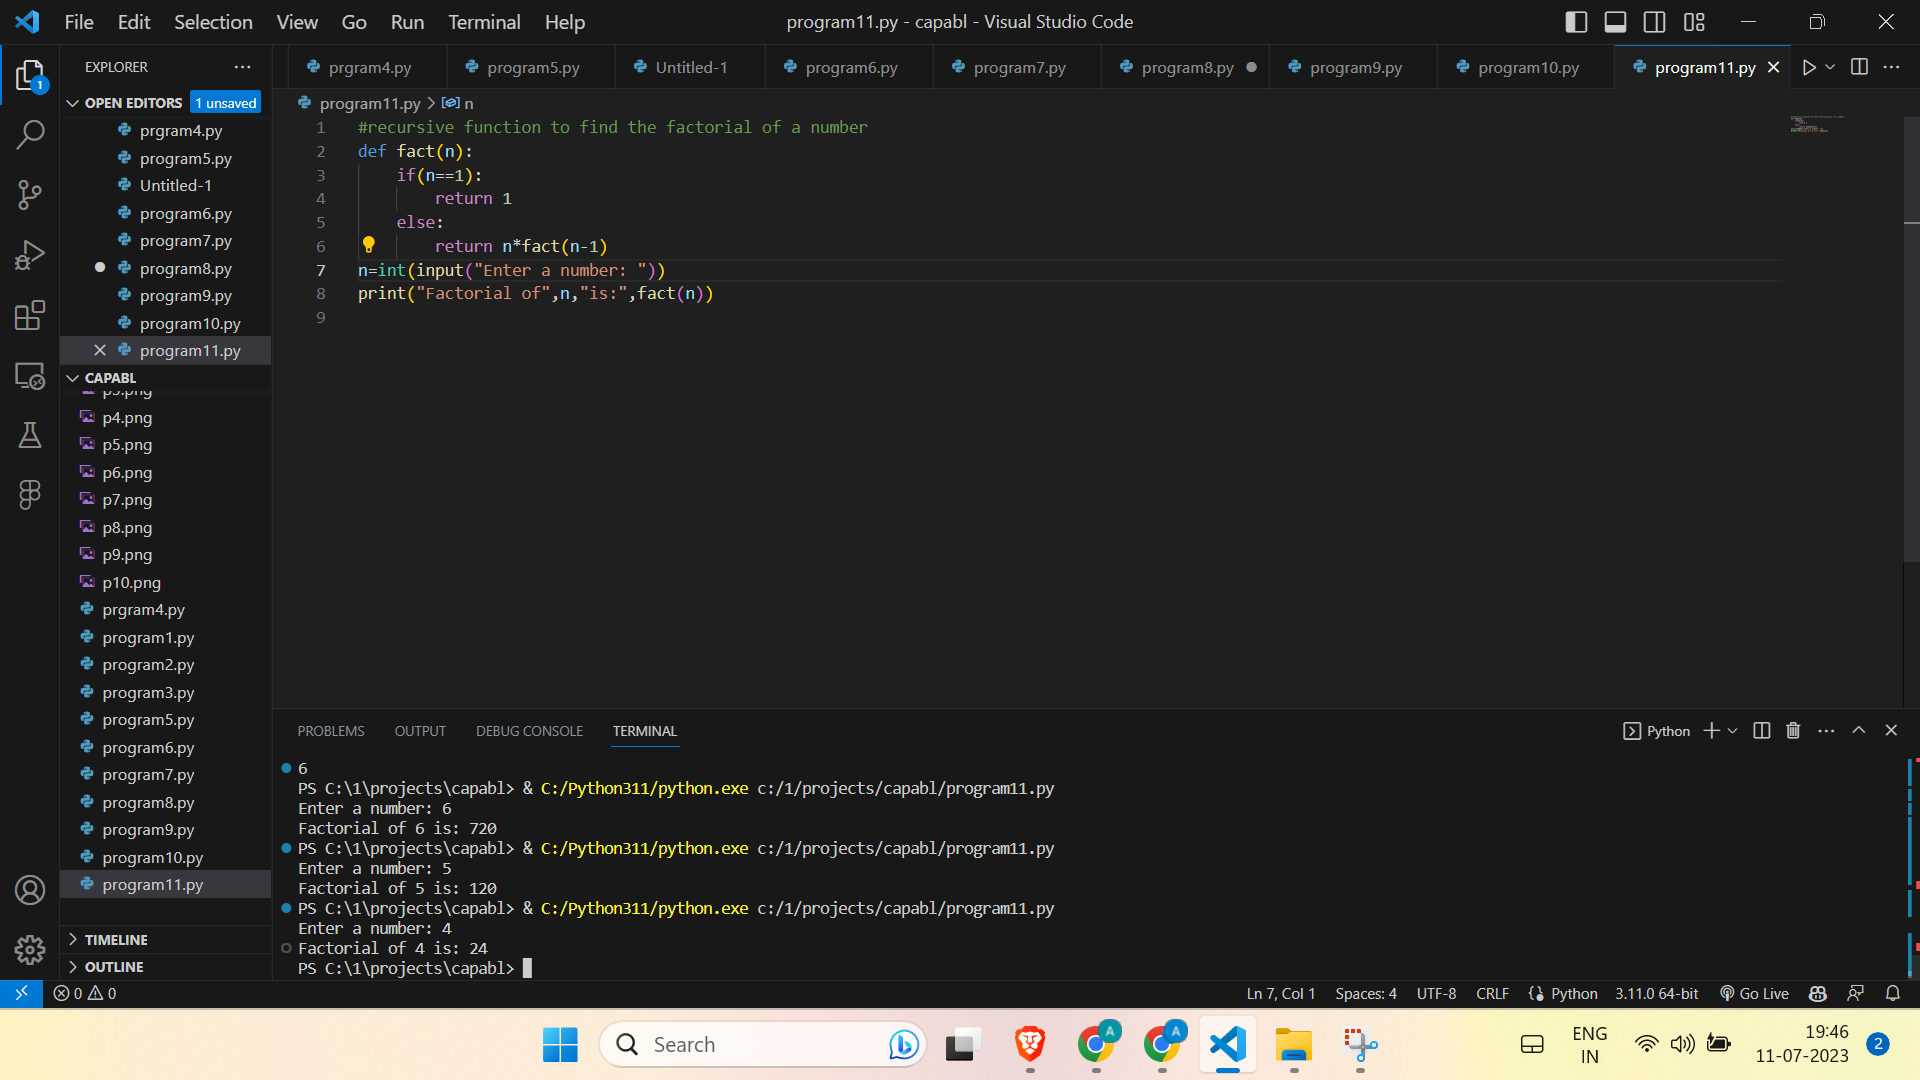 File Edit Selection View Go Run Terminal Help
program11.py - capabl - Visual Studio Code
EXPLORER
prgram4.py program5.py Untitled-1 program6.py program7.py program8.py program9.py program10.py program11.py
OPEN EDITORS 1 unsaved
prgram4.py
program5.py
Untitled-1
program6.py
program7.py
program8.py
program9.py
program10.py
program11.py
CAPABL
p3.png
p4.png
p5.png
p6.png
p7.png
p8.png
p9.png
p10.png
prgram4.py
program1.py
program2.py
program3.py
program5.py
program6.py
program7.py
program8.py
program9.py
program10.py
program11.py
TIMELINE
OUTLINE
program11.py > n
1 #recursive function to find the factorial of a number
2 def fact(n):
3 if(n==1):
4 return 1
5 else:
6 return n*fact(n-1)
7 n=int(input("Enter a number: "))
8 print("Factorial of",n,"is:",fact(n))
9
PROBLEMS OUTPUT DEBUG CONSOLE TERMINAL
Python
6
PS C:\1\projects\capabl> & C:/Python311/python.exe c:/1/projects/capabl/program11.py
Enter a number: 6
Factorial of 6 is: 720
PS C:\1\projects\capabl> & C:/Python311/python.exe c:/1/projects/capabl/program11.py
Enter a number: 5
Factorial of 5 is: 120
PS C:\1\projects\capabl> & C:/Python311/python.exe c:/1/projects/capabl/program11.py
Enter a number: 4
Factorial of 4 is: 24
PS C:\1\projects\capabl>
0 0
Ln 7, Col 1 Spaces: 4 UTF-8 CRLF Python 3.11.0 64-bit Go Live
Search
A
A
ENG
IN
19:46
11-07-2023
2
1